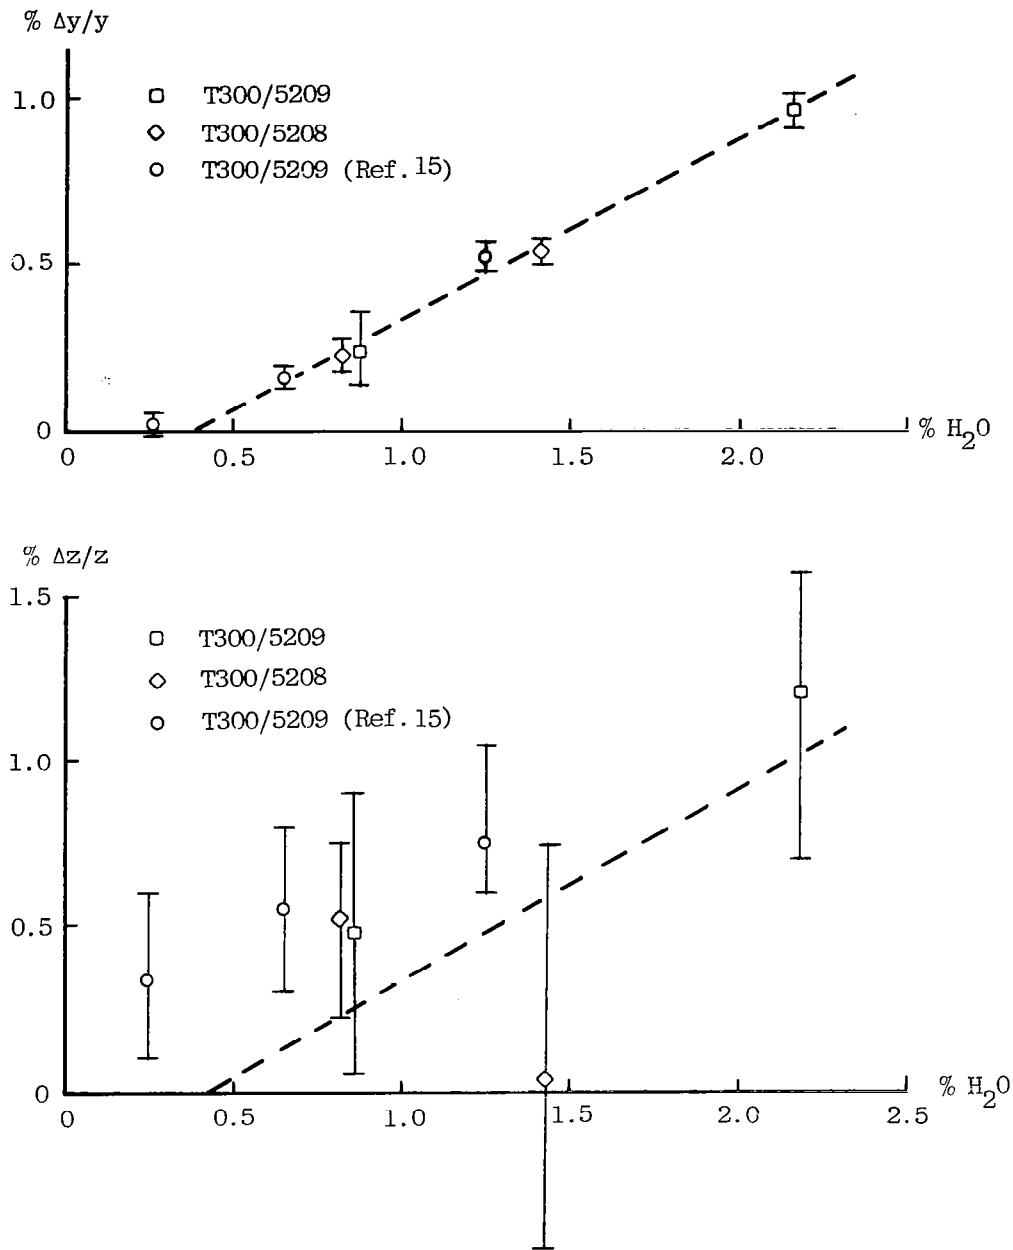 % Δy/y
1.0
T300/5209
T300/5208
T300/5209 (Ref. 15)
0.5
0
% H₂O
0 0.5 1.0 1.5 2.0
% Δz/z
1.5
T300/5209
T300/5208
T300/5209 (Ref. 15)
1.0
0.5
0
% H₂O
0 0.5 1.0 1.5 2.0 2.5